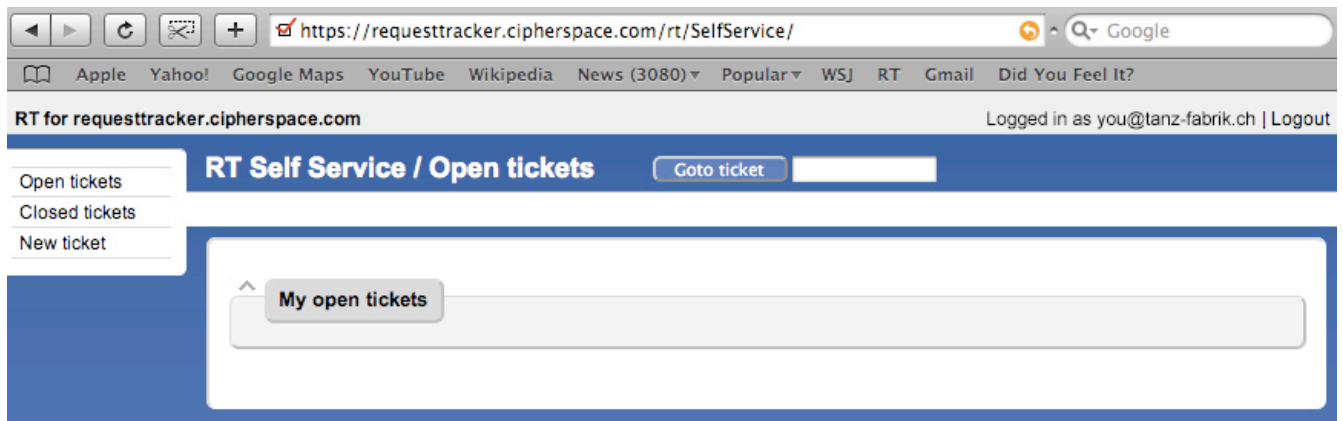 https://requesttracker.cipherspace.com/rt/SelfService/ Google
Apple Yahoo! Google Maps YouTube Wikipedia News (3080) Popular WSJ RT Gmail Did You Feel It?
RT for requesttracker.cipherspace.com Logged in as you@tanz-fabrik.ch | Logout
RT Self Service / Open tickets Goto ticket
Open tickets
Closed tickets
New ticket
My open tickets